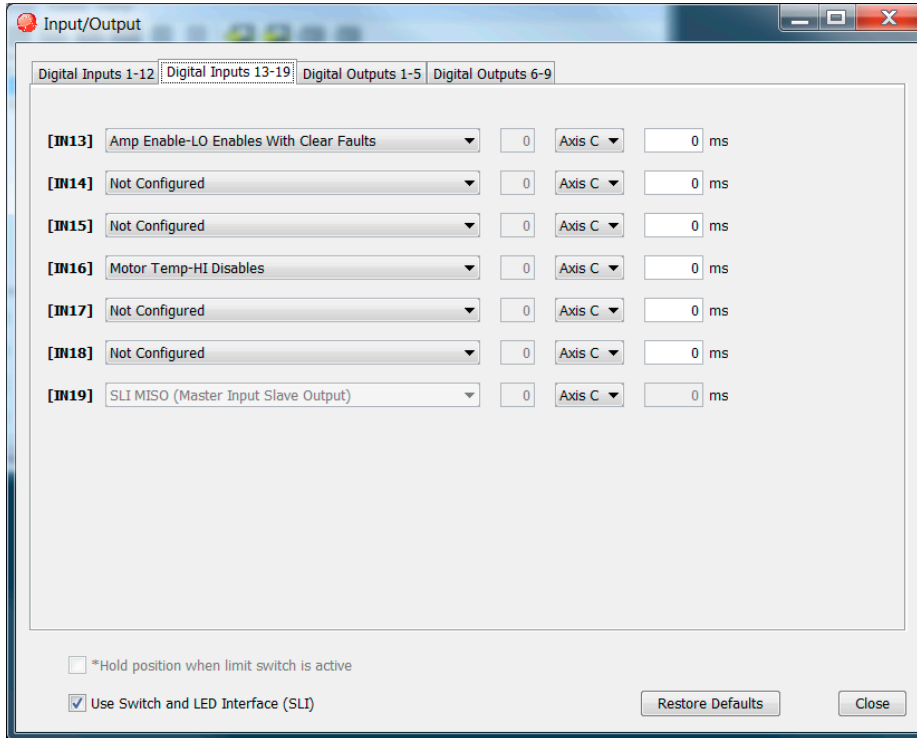 Input/Output
Digital Inputs 1-12 Digital Inputs 13-19 Digital Outputs 1-5 Digital Outputs 6-9
[IN13] Amp Enable-LO Enables With Clear Faults 0 Axis C 0 ms
[IN14] Not Configured 0 Axis C 0 ms
[IN15] Not Configured 0 Axis C 0 ms
[IN16] Motor Temp-HI Disables 0 Axis C 0 ms
[IN17] Not Configured 0 Axis C 0 ms
[IN18] Not Configured 0 Axis C 0 ms
[IN19] SLI MISO (Master Input Slave Output) 0 Axis C 0 ms
*Hold position when limit switch is active
Use Switch and LED Interface (SLI) Restore Defaults Close